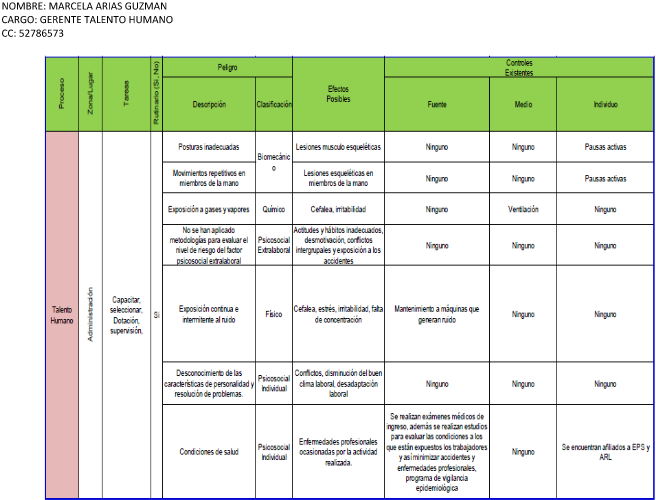 NOMBRE: MARCELA ARIAS GUZMAN
CARGO: GERENTE TALENTO HUMANO
CC: 52786573
Proceso
Zona/Lugar
Tareas
Rutinario (Si, No)
Peligro
Efectos
Posibles
Controles
Existentes
Descripción
Clasificación
Fuente
Medio
Individuo
Talento
Humano
Administración
Capacitar,
seleccionar,
Dotación,
supervisión,
Si
Posturas inadecuadas
Biomecánic
o
Lesiones musculo esqueléticas
Ninguno
Ninguno
Pausas activas
Movimientos repetitivos en
miembros de la mano
Lesiones esqueléticas en
miembros de la mano
Ninguno
Ninguno
Pausas activas
Exposición a gases y vapores
Químico
Cefalea, irritabilidad
Ninguno
Ventilación
Ninguno
No se han aplicado
metodologías para evaluar el
nivel de riesgo del factor
psicosocial extralaboral
Psicosocial
Extralaboral
Actitudes y hábitos inadecuados,
desmotivación, conflictos
intergrupales y exposición a los
accidentes
Ninguno
Ninguno
Ninguno
Exposición continua e
intermitente al ruido
Físico
Cefalea, estrés, irritabilidad, falta
de concentración
Mantenimiento a máquinas que
generan ruido
Ninguno
Ninguno
Desconocimiento de las
características de personalidad y
resolución de problemas.
Psicosocial
Individual
Conflictos, disminución del buen
clima laboral, desadaptación
laboral
Ninguno
Ninguno
Ninguno
Condiciones de salud
Psicosocial
Individual
Enfermedades profesionales
ocasionadas por la actividad
realizada.
Se realizan exámenes médicos de
ingreso, además se realizan estudios
para evaluar las condiciones a los
que están expuestos los trabajadores
y así minimizar accidentes y
enfermedades profesionales,
programa de vigilancia
epidemiológica
Ninguno
Se encuentran afiliados a EPS y
ARL